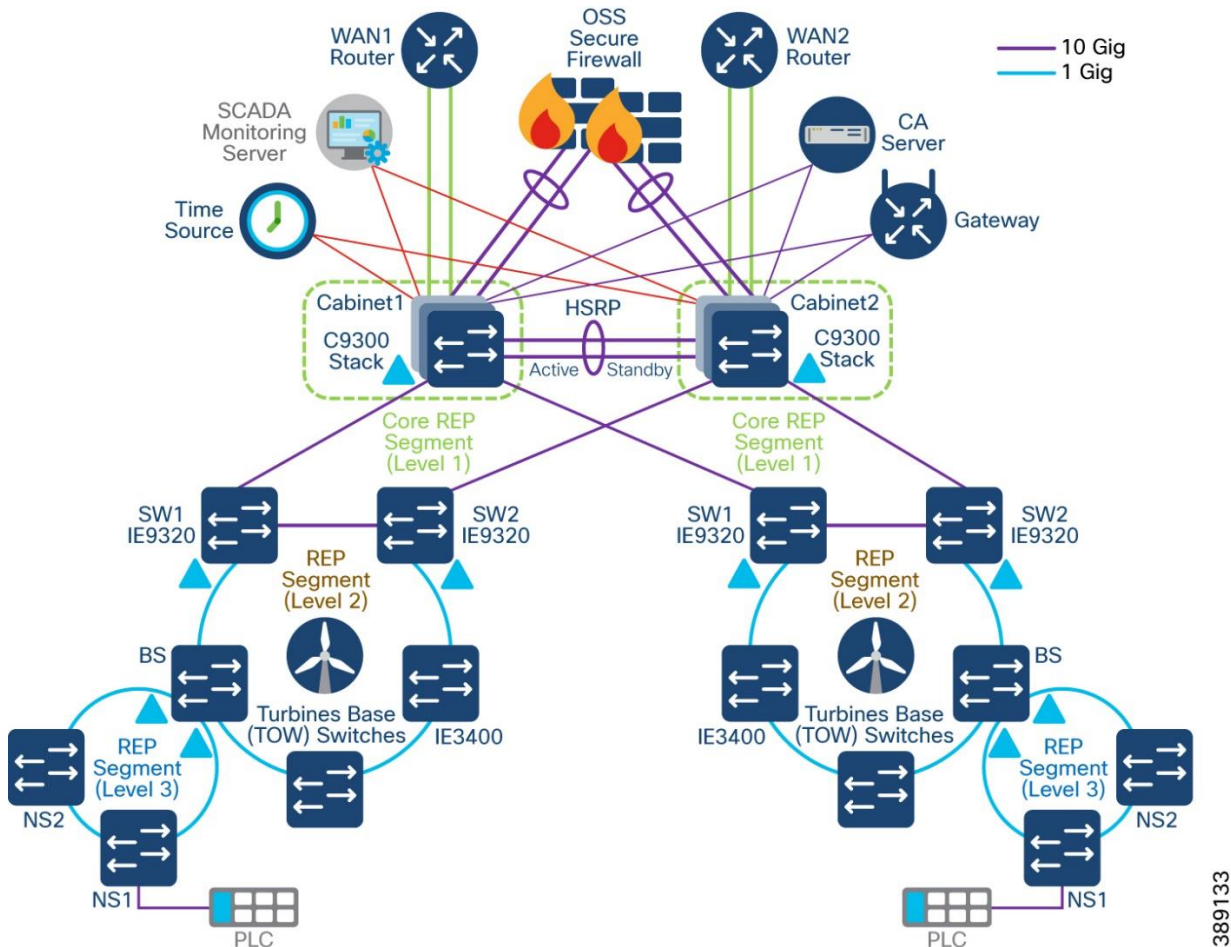 WAN1
Router
OSS
Secure
Firewall
WAN2
Router
10 Gig
1 Gig
SCADA
Monitoring
Server
CA
Server
Time
Source
Gateway
Cabinet1
C9300
Stack
HSRP
Active
Standby
Cabinet2
C9300
Stack
Core REP
Segment
(Level 1)
Core REP
Segment
(Level 1)
SW1
IE9320
SW2
IE9320
SW1
IE9320
SW2
IE9320
REP
Segment
(Level 2)
REP
Segment
(Level 2)
BS
Turbines Base
(TOW) Switches
IE3400
IE3400
Turbines Base
(TOW) Switches
BS
REP
Segment
(Level 3)
REP
Segment
(Level 3)
NS2
NS1
PLC
NS2
NS1
PLC
389133